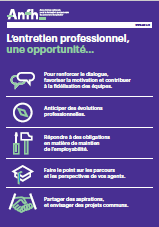 Anfh
L'entretien professionnel,
une opportunité...
Pour renforcer le dialogue,
favoriser la motivation et contribuer
à la fidélisation des équipes.
Anticiper des évolutions
professionnelles.
Répondre à des obligations
en matière de maintien
de l'employabilité.
Faire le point sur les parcours
et les perspectives de vos agents.
Partager des aspirations,
et envisager des projets communs.